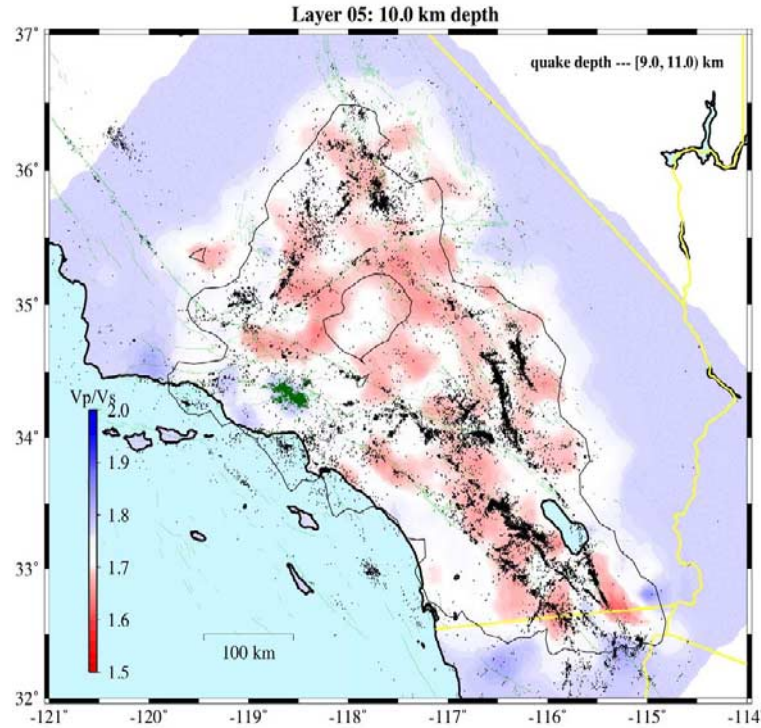 Layer 05: 10.0 km depth
37°
quake depth --- [9.0, 11.0) km
36°
35°
34°
33°
32°
Vp/Vs
2.0
1.9
1.8
1.7
1.6
1.5
100 km
-121 -120 -119 -118 -117 -116 -115 -114